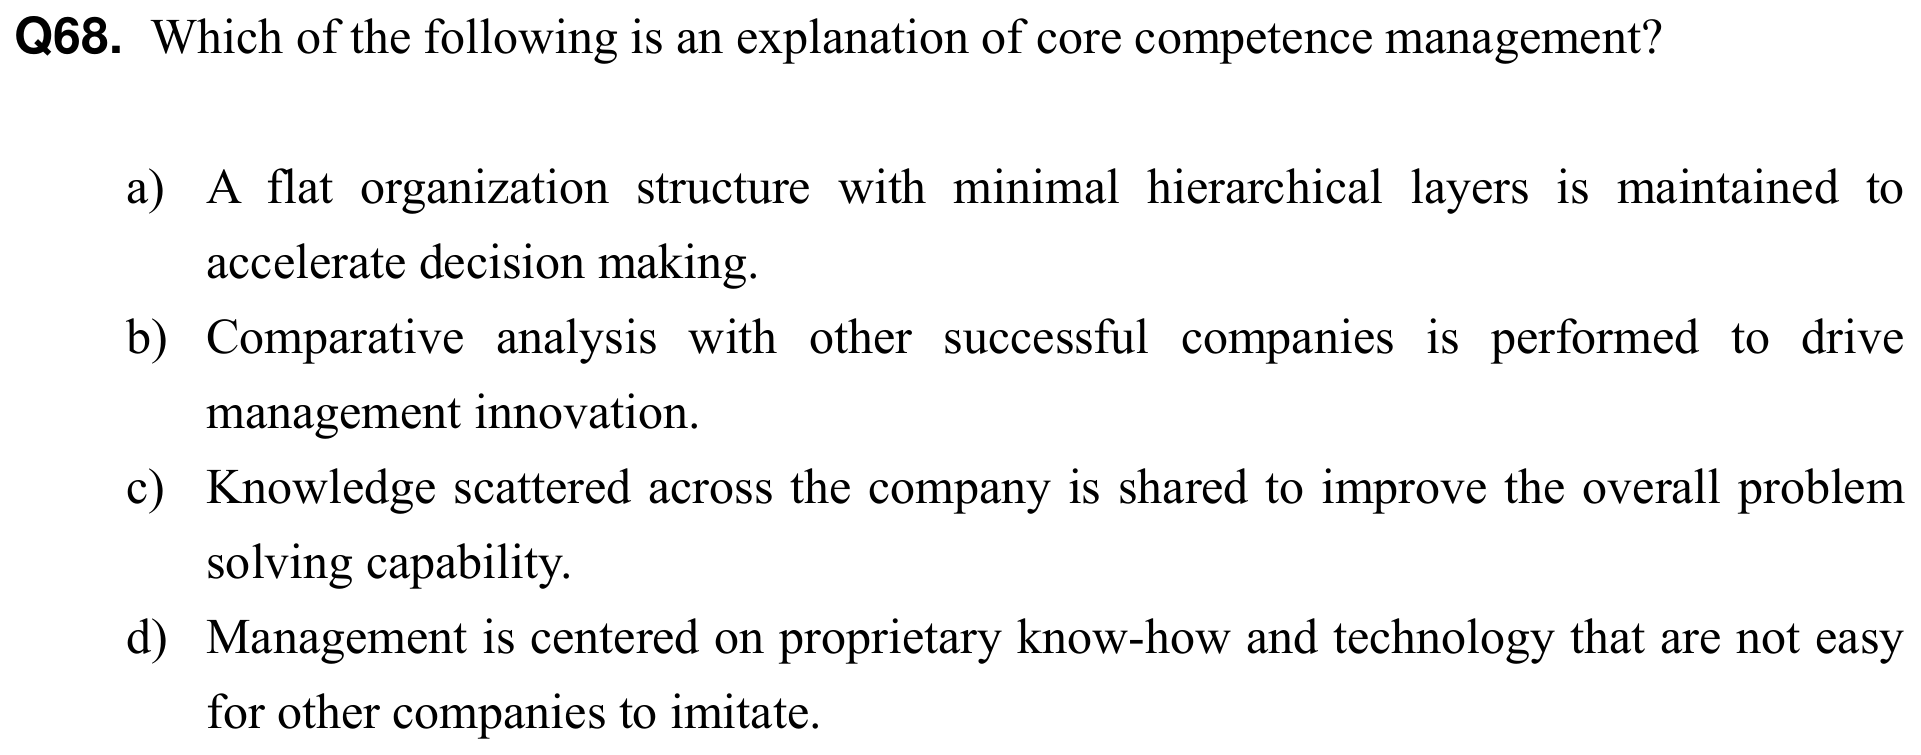 Q68. Which of the following is an explanation of core competence management?
a) A flat organization structure with minimal hierarchical layers is maintained to
accelerate decision making.
b) Comparative analysis with other successful companies is performed to drive
management innovation.
c) Knowledge scattered across the company is shared to improve the overall problem
solving capability.
d) Management is centered on proprietary know-how and technology that are not easy
for other companies to imitate.